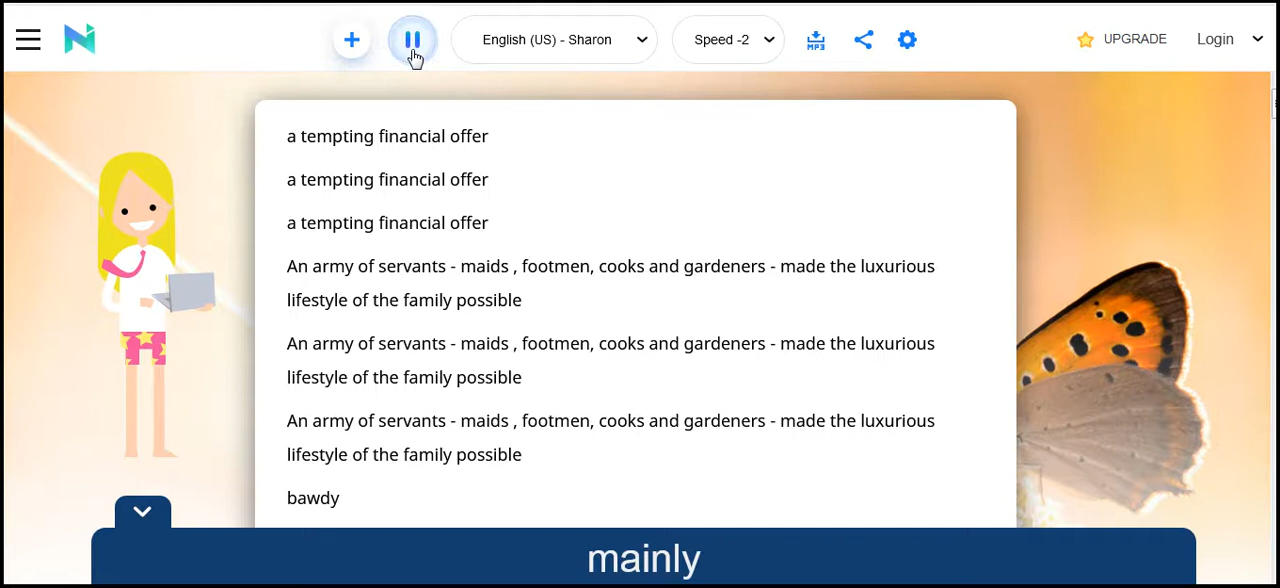 English (US) - Sharon
Speed -2
MP3
UPGRADE
Login
a tempting financial offer
a tempting financial offer
a tempting financial offer
An army of servants - maids , footmen, cooks and gardeners - made the luxurious
lifestyle of the family possible
An army of servants - maids , footmen, cooks and gardeners - made the luxurious
lifestyle of the family possible
An army of servants - maids , footmen, cooks and gardeners - made the luxurious
lifestyle of the family possible
bawdy
mainly